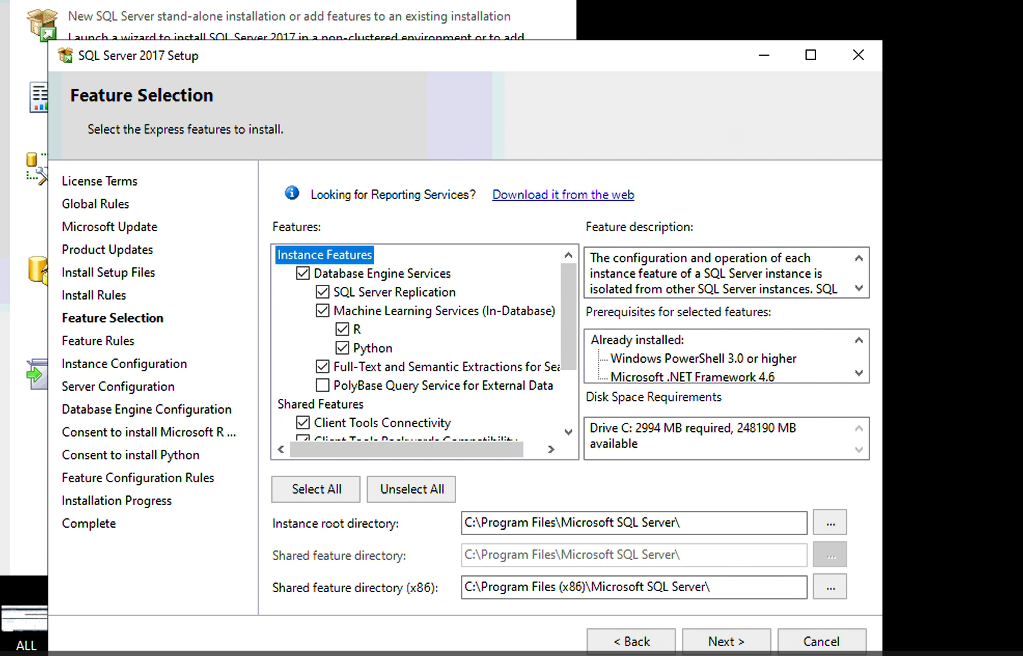 New SQL Server stand-alone installation or add features to an existing installation
Launch a wizard to install SQL Server 2017 in a non-clustered environment or to add
SQL Server 2017 Setup
Feature Selection
Select the Express features to install.
License Terms
Global Rules
Microsoft Update
Product Updates
Install Setup Files
Install Rules
Feature Selection
Feature Rules
Instance Configuration
Server Configuration
Database Engine Configuration
Consent to install Microsoft R ...
Consent to install Python
Feature Configuration Rules
Installation Progress
Complete
Looking for Reporting Services? Download it from the web
Features:
Instance Features
Database Engine Services
SQL Server Replication
Machine Learning Services (In-Database)
R
Python
Full-Text and Semantic Extractions for Sea
PolyBase Query Service for External Data
Shared Features
Client Tools Connectivity
Client Tools Backwards Compatibility
Feature description:
The configuration and operation of each
instance feature of a SQL Server instance is
isolated from other SQL Server instances. SQL
Prerequisites for selected features:
Already installed:
Windows PowerShell 3.0 or higher
Microsoft .NET Framework 4.6
Disk Space Requirements
Drive C: 2994 MB required, 248190 MB
available
Select All
Unselect All
Instance root directory: C:\Program Files\Microsoft SQL Server\ ...
Shared feature directory: C:\Program Files\Microsoft SQL Server\ ...
Shared feature directory (x86): C:\Program Files (x86)\Microsoft SQL Server\ ...
< Back
Next >
Cancel
ALL